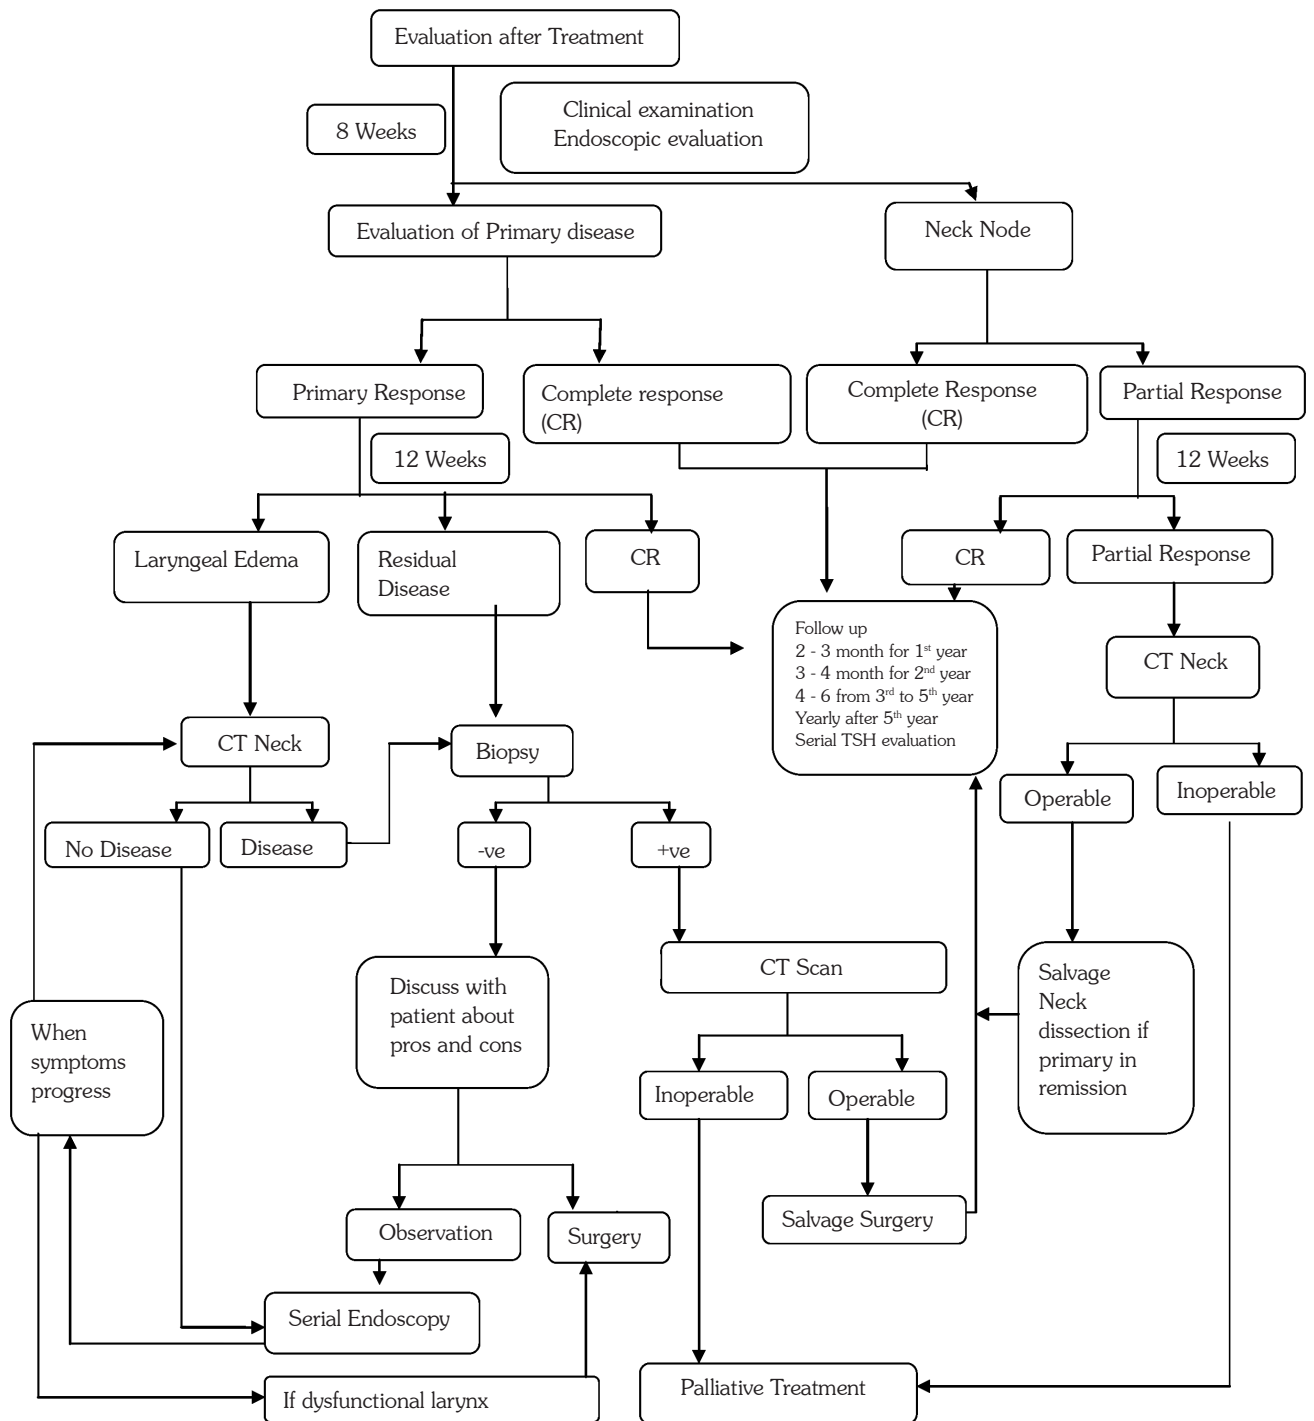 Evaluation after Treatment
8 Weeks
Clinical examination
Endoscopic evaluation
Evaluation of Primary disease
Neck Node
Primary Response
Complete response
(CR)
Complete Response
(CR)
Partial Response
12 Weeks
12 Weeks
Laryngeal Edema
Residual
Disease
CR
CR
Partial Response
Follow up
2 - 3 month for 1st year
3 - 4 month for 2nd year
4 - 6 from 3rd to 5th year
Yearly after 5th year
Serial TSH evaluation
CT Neck
CT Neck
Biopsy
Operable
Inoperable
No Disease
Disease
-ve
+ve
Discuss with
patient about
pros and cons
CT Scan
Salvage
Neck
dissection if
primary in
remission
When
symptoms
progress
Inoperable
Operable
Observation
Surgery
Salvage Surgery
Serial Endoscopy
If dysfunctional larynx
Palliative Treatment